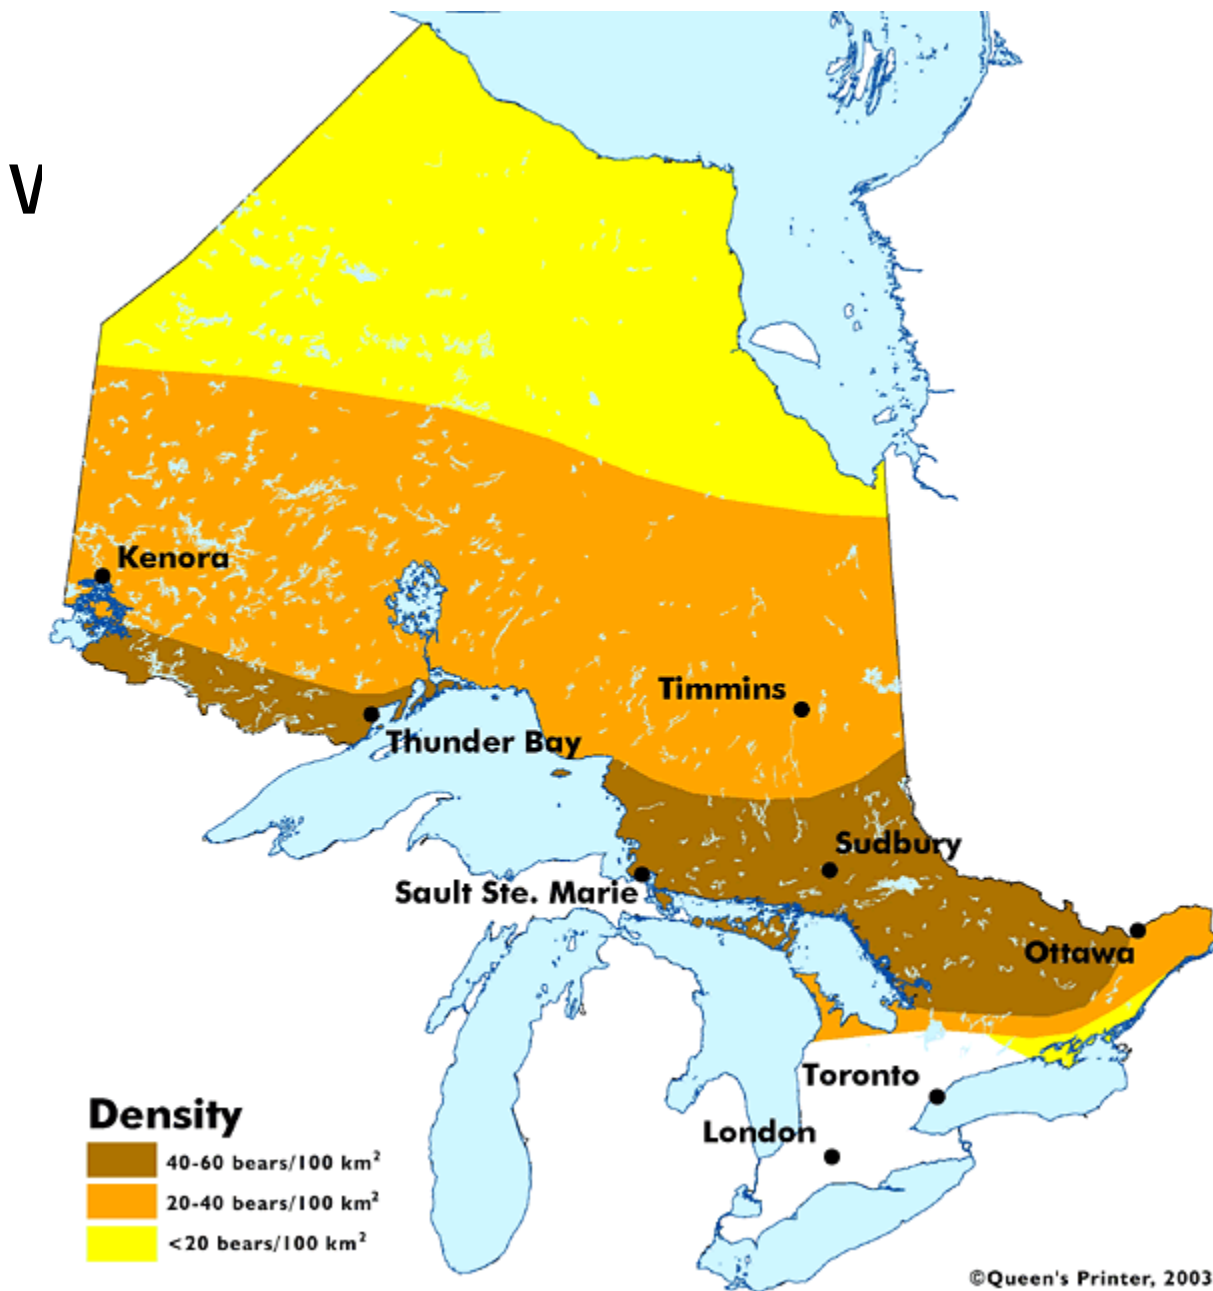 V
Kenora
Timmins
Thunder Bay
Sudbury
Sault Ste. Marie
Ottawa
Toronto
London
Density
40-60 bears/100 km²
20-40 bears/100 km²
<20 bears/100 km²
©Queen's Printer, 2003